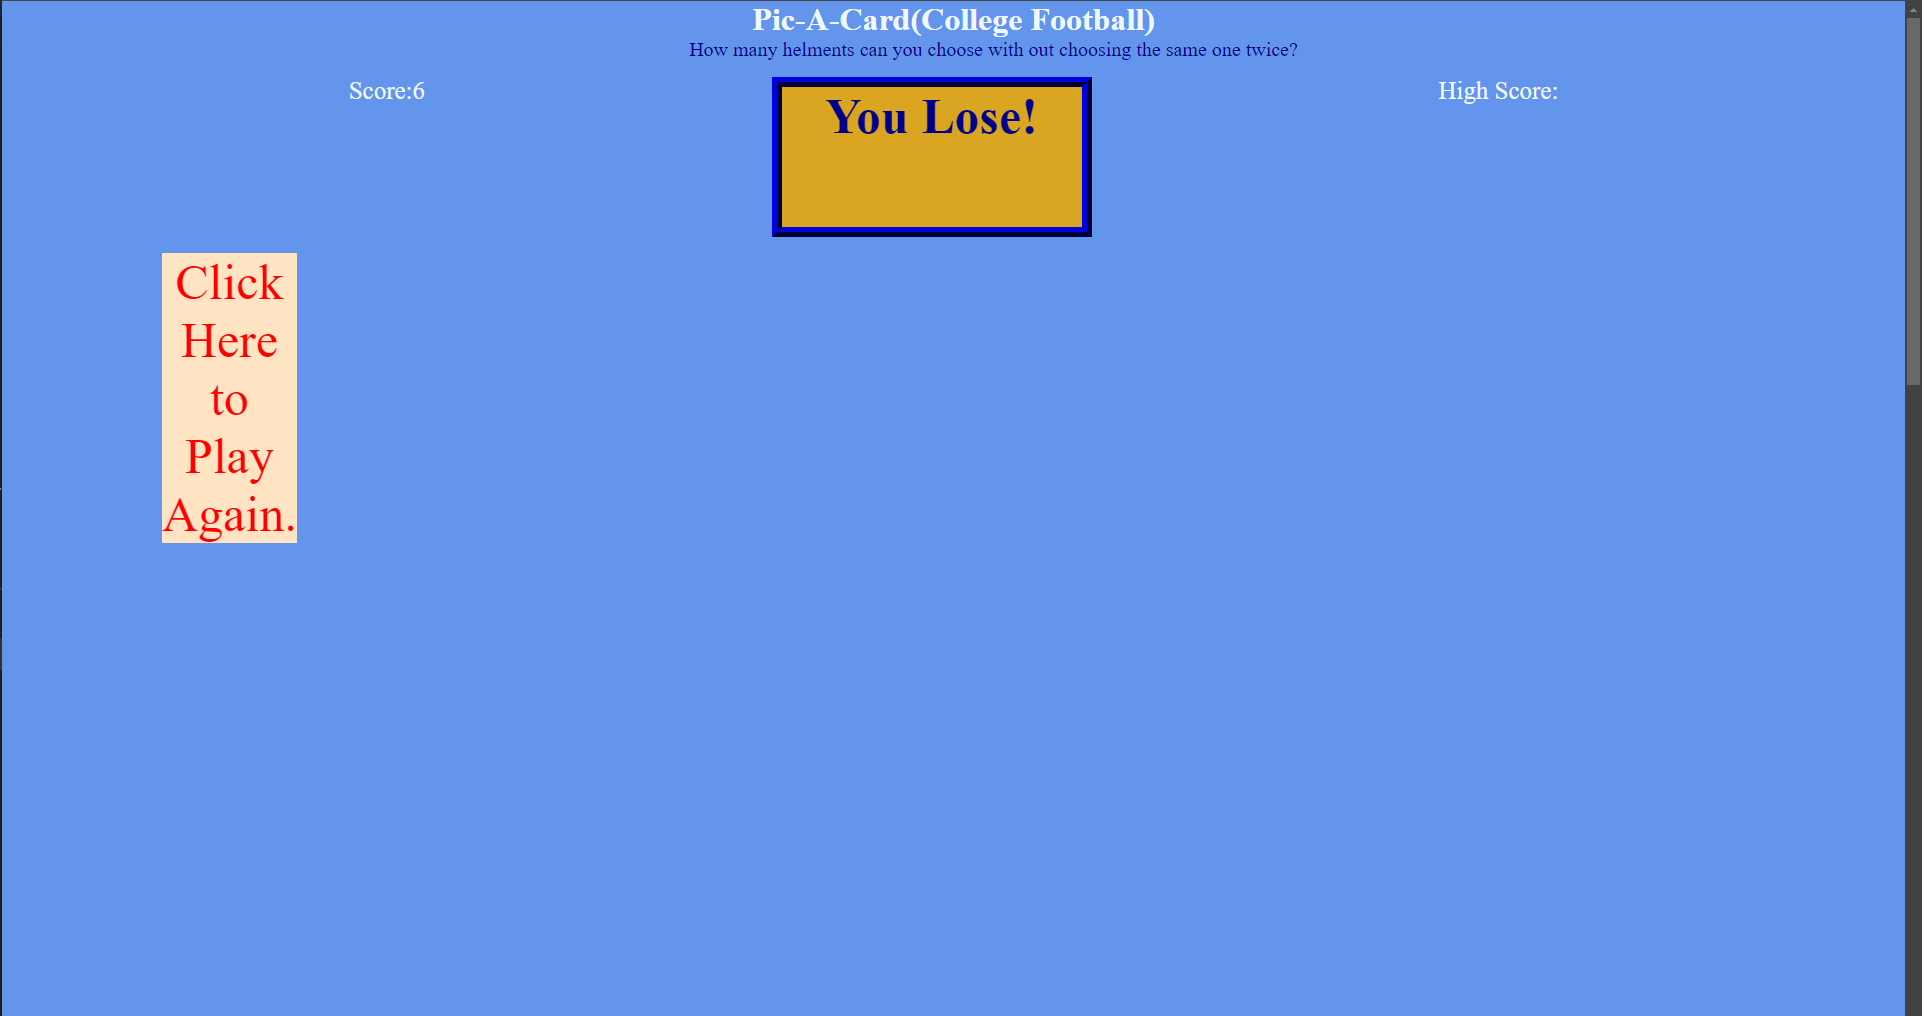 Pic-A-Card(College Football)
How many helments can you choose with out choosing the same one twice?
Score:6
You Lose!
High Score:
Click
Here
to
Play
Again.